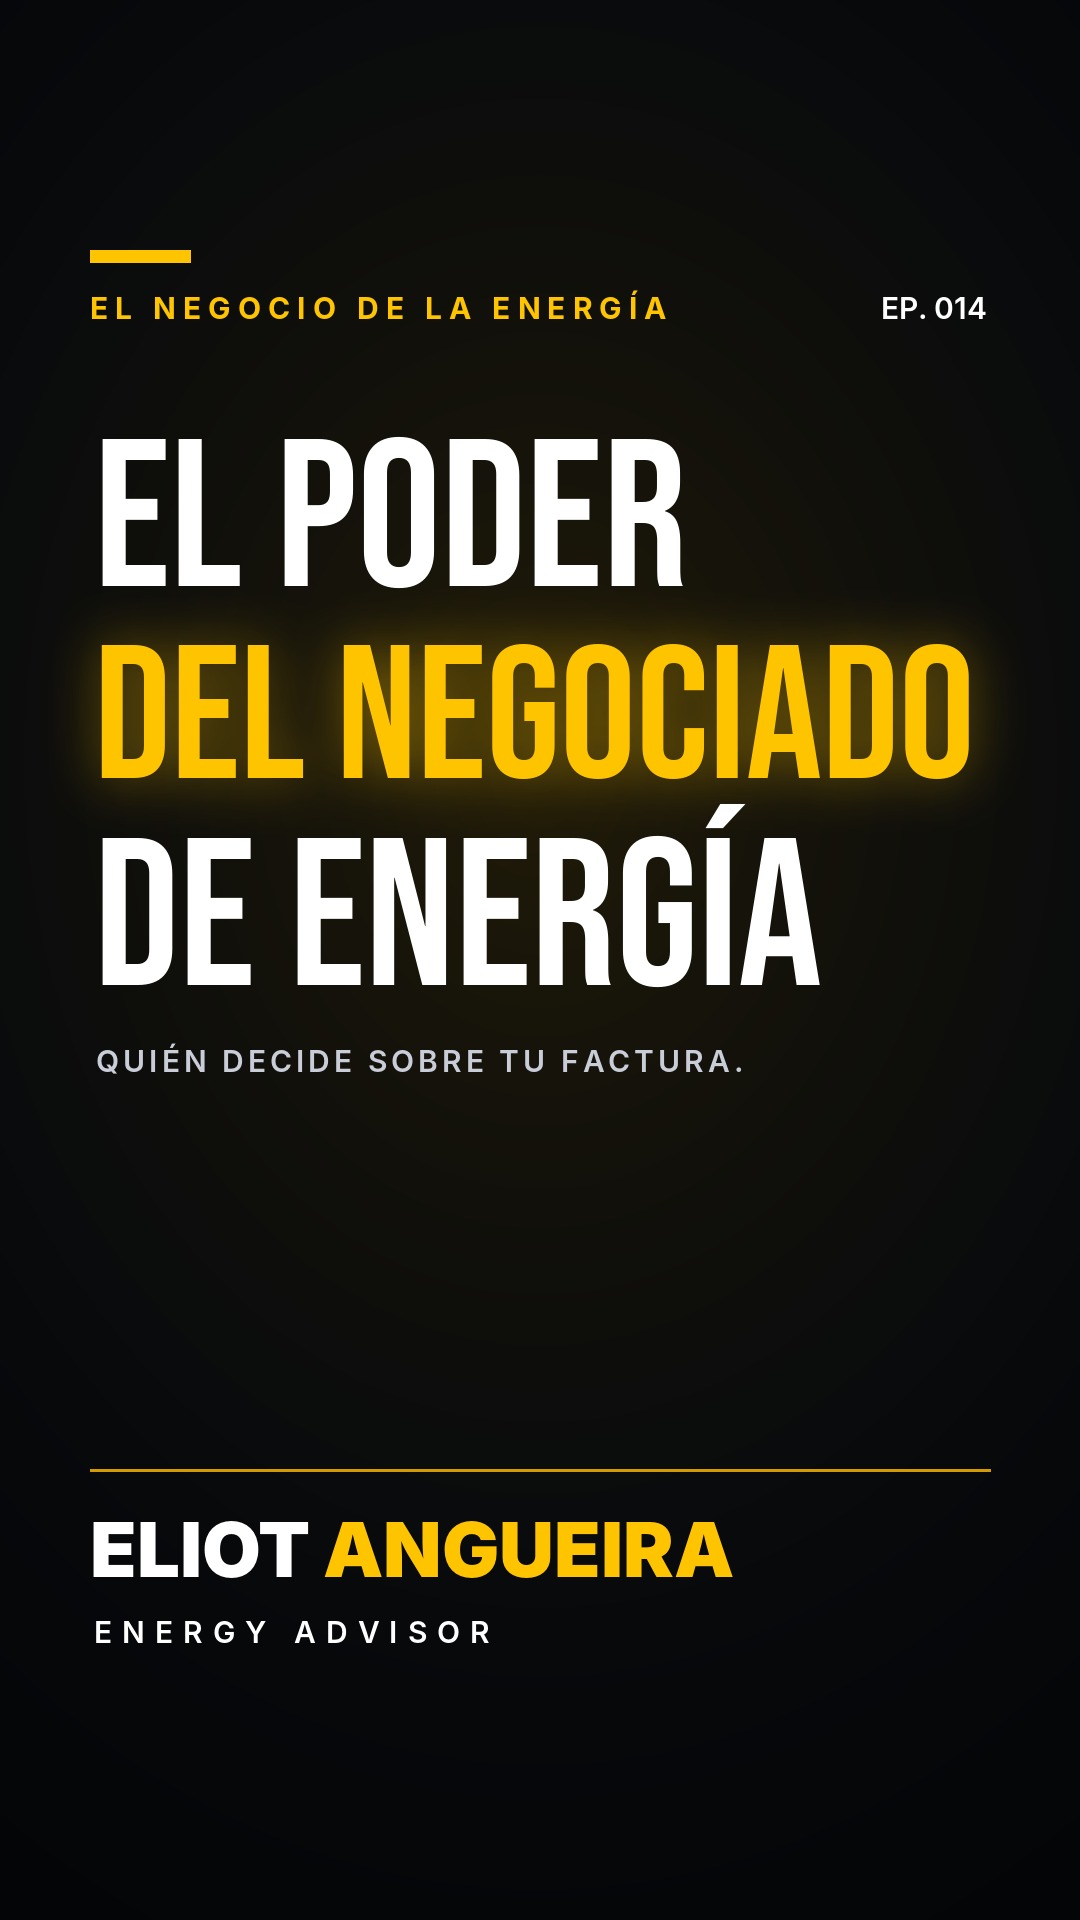 EL NEGOCIO DE LA ENERGÍA EP. 014
EL PODER
DEL NEGOCIADO
DE ENERGÍA
QUIÉN DECIDE SOBRE TU FACTURA.
ELIOT ANGUEIRA
ENERGY ADVISOR